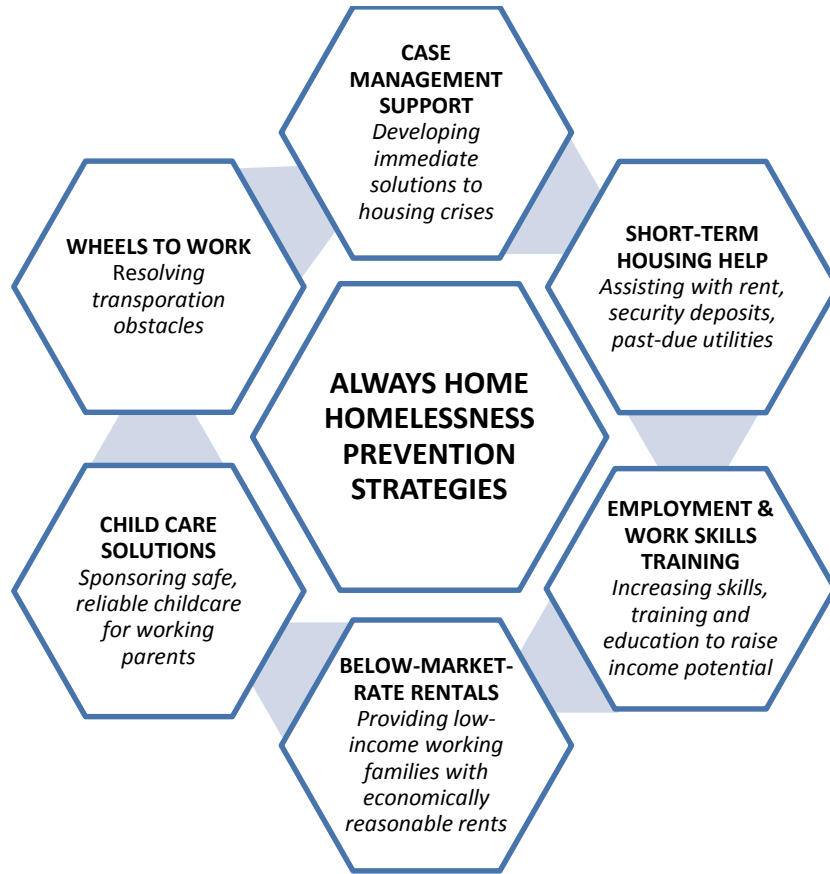 CASE
MANAGEMENT
SUPPORT
Developing
immediate
solutions to
housing crises
WHEELS TO WORK
Resolving
transporation
obstacles
SHORT-TERM
HOUSING HELP
Assisting with rent,
security deposits,
past-due utilities
ALWAYS HOME
HOMELESSNESS
PREVENTION
STRATEGIES
CHILD CARE
SOLUTIONS
Sponsoring safe,
reliable childcare
for working
parents
EMPLOYMENT &
WORK SKILLS
TRAINING
Increasing skills,
training and
education to raise
income potential
BELOW-MARKET-
RATE RENTALS
Providing low-
income working
families with
economically
reasonable rents